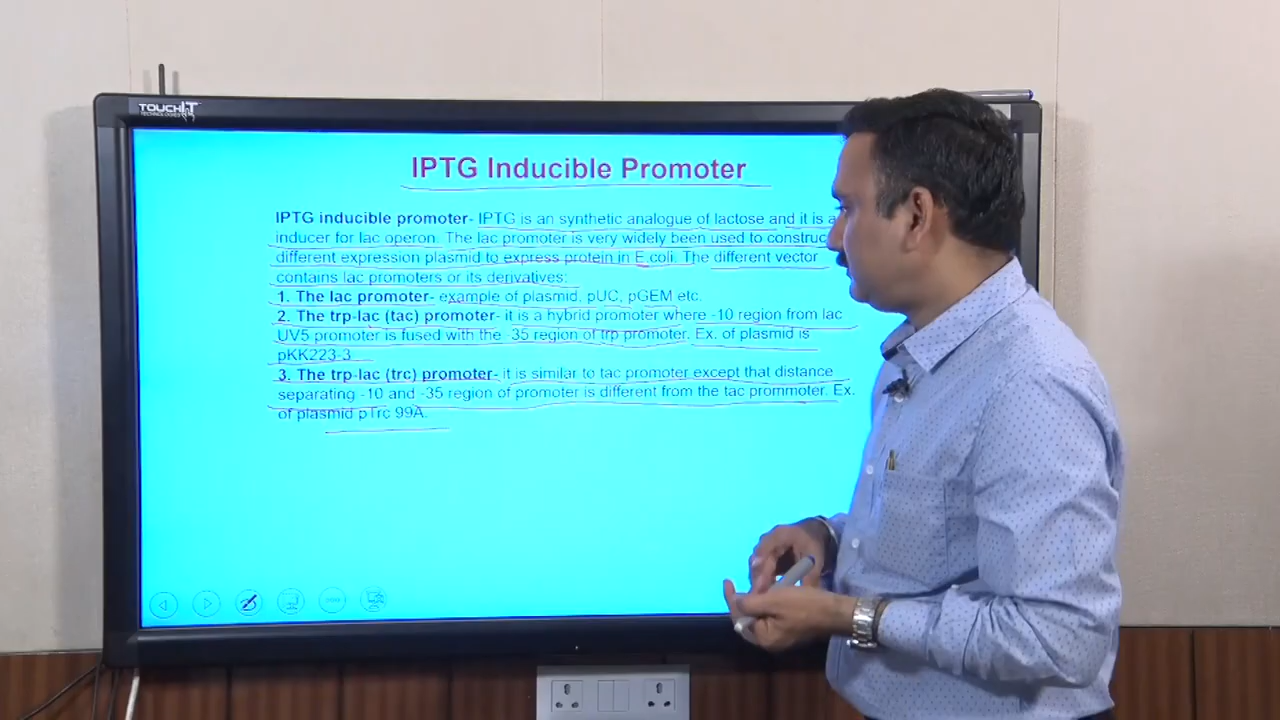 TOUCHIT
TECHNOLOGIES
IPTG Inducible Promoter
IPTG inducible promoter- IPTG is an synthetic analogue of lactose and it is a
inducer for lac operon. The lac promoter is very widely been used to construc
different expression plasmid to express protein in E.coli. The different vector
contains lac promoters or its derivatives:
1. The lac promoter- example of plasmid, pUC, pGEM etc.
2. The trp-lac (tac) promoter- it is a hybrid promoter where -10 region from lac
UV5 promoter is fused with the -35 region of trp promoter. Ex. of plasmid is
pKK223-3
3. The trp-lac (trc) promoter- it is similar to tac promoter except that distance
separating -10 and -35 region of promoter is different from the tac prommoter. Ex.
of plasmid pTrc 99A.